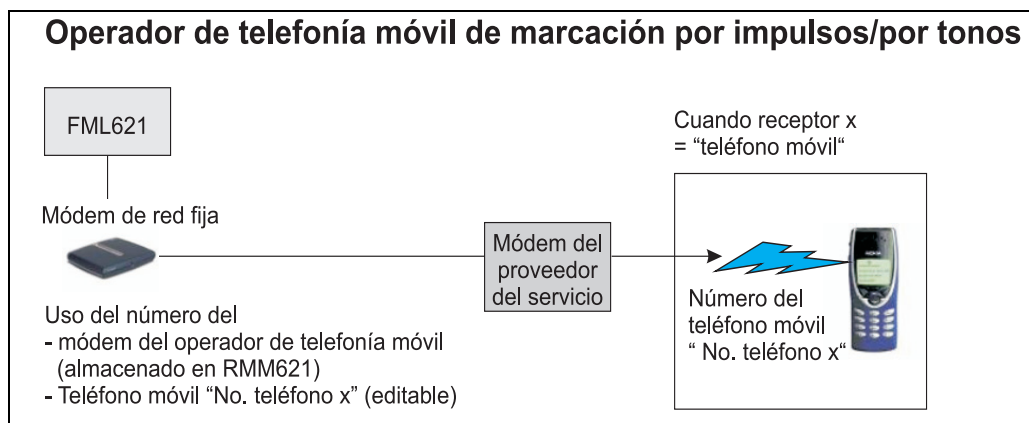 Operador de telefonía móvil de marcación por impulsos/por tonos
FML621
Cuando receptor x
= “teléfono móvil“
Módem de red fija
Módem del
proveedor
del servicio
NOKIA
Número del
teléfono móvil
“ No. teléfono x“
Uso del número del
- módem del operador de telefonía móvil
(almacenado en RMM621)
- Teléfono móvil “No. teléfono x” (editable)